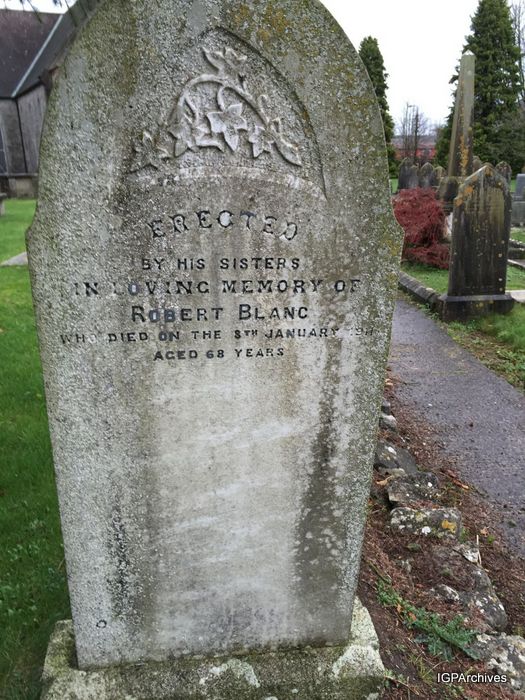 ERECTED
BY HIS SISTERS
IN LOVING MEMORY OF
ROBERT BLANC
WHO DIED ON THE 8TH JANUARY
AGED 68 YEARS
IGPArchives